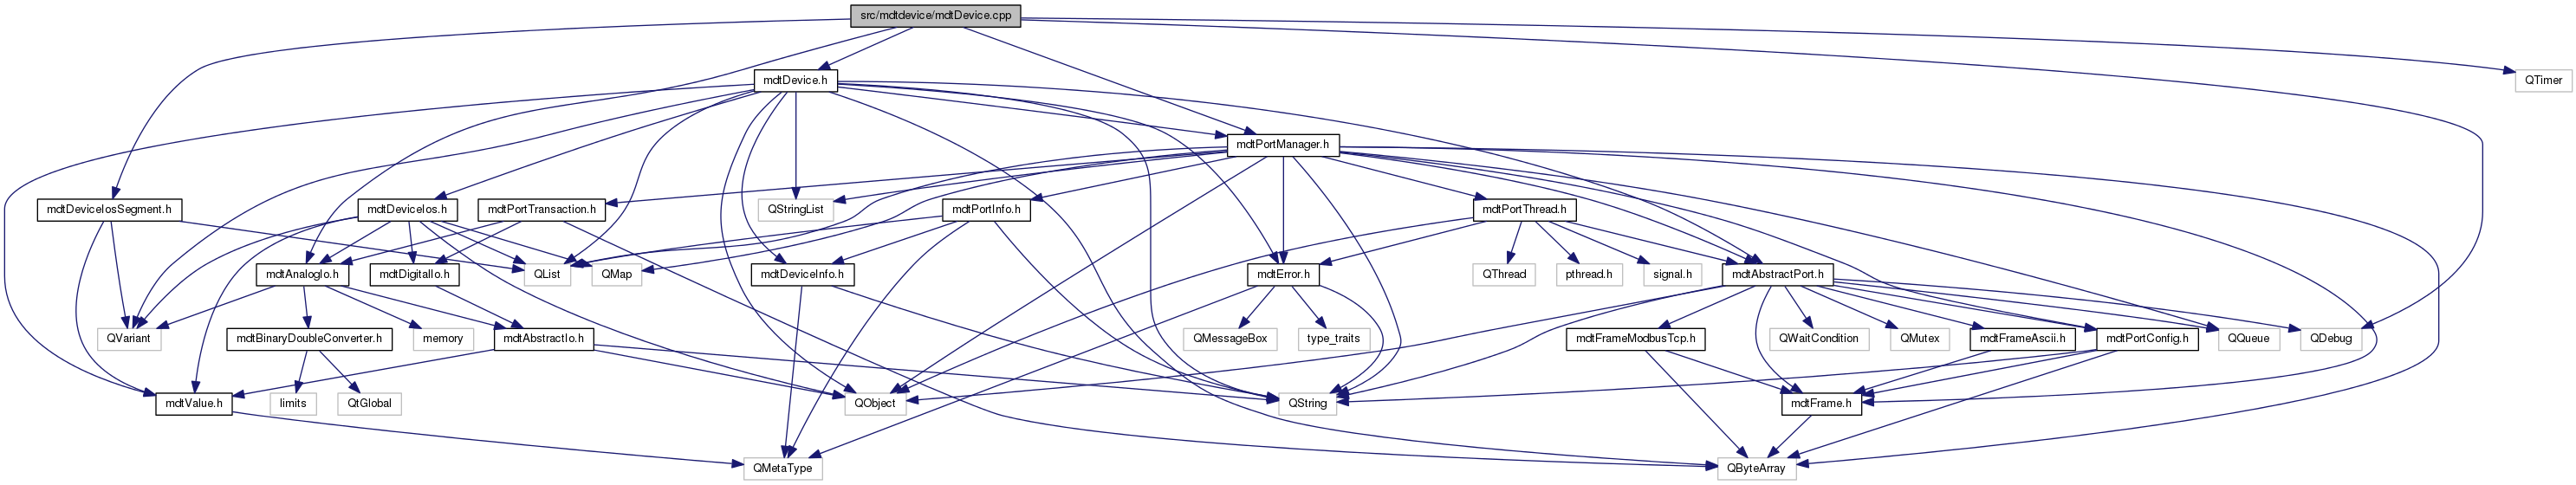 src/mdtdevice/mdtDevice.cpp
mdtDevice.h
QTimer
mdtPortManager.h
mdtDeviceIosSegment.h
mdtDeviceIos.h
mdtPortTransaction.h
QStringList
mdtPortInfo.h
mdtPortThread.h
mdtAnalogIo.h
mdtDigitalIo.h
QList
QMap
mdtDeviceInfo.h
mdtError.h
QThread
pthread.h
signal.h
mdtAbstractPort.h
QVariant
mdtBinaryDoubleConverter.h
memory
mdtAbstractIo.h
QMessageBox
type_traits
mdtFrameModbusTcp.h
QWaitCondition
QMutex
mdtFrameAscii.h
mdtPortConfig.h
QQueue
QDebug
mdtValue.h
limits
QtGlobal
QObject
QString
mdtFrame.h
QMetaType
QByteArray